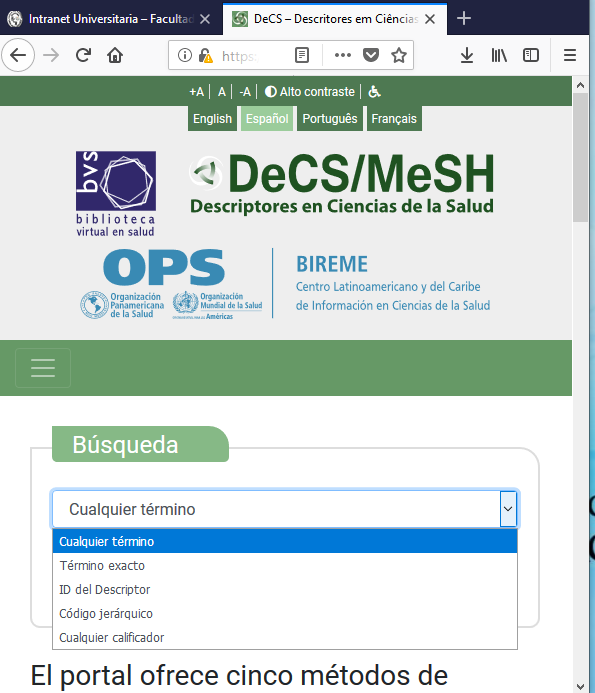 Intranet Universitaria – Facultad
DeCS – Descritores em Ciências
https:
+A A -A Alto contraste
English Español Português Français
bvs
biblioteca
virtual en salud
DeCS/MeSH
Descriptores en Ciencias de la Salud
OPS
Organización
Panamericana
de la Salud
Organización
Mundial de la Salud
Américas
BIREME
Centro Latinoamericano y del Caribe
de Información en Ciencias de la Salud
Búsqueda
Cualquier término
Cualquier término
Término exacto
ID del Descriptor
Código jerárquico
Cualquier calificador
El portal ofrece cinco métodos de